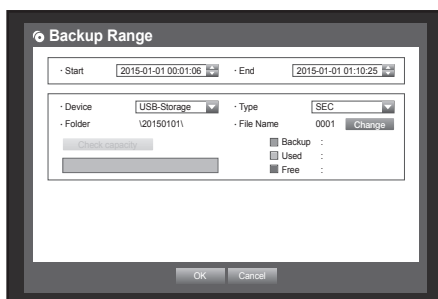 Backup Range
· Start 2015-01-01 00:01:06 · End 2015-01-01 01:10:25
· Device USB-Storage · Type SEC
· Folder \20150101\ · File Name 0001 Change
Check capacity Backup :
Used :
Free :
OK Cancel